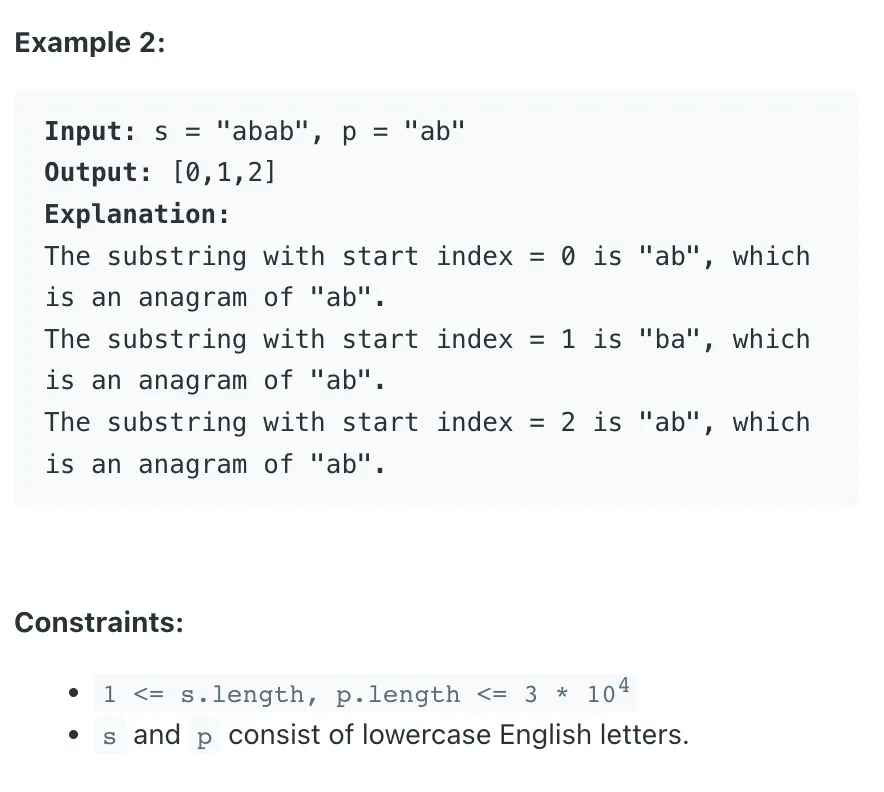 Example 2:
Input: s = "abab", p = "ab"
Output: [0,1,2]
Explanation:
The substring with start index = 0 is "ab", which
is an anagram of "ab".
The substring with start index = 1 is "ba", which
is an anagram of "ab".
The substring with start index = 2 is "ab", which
is an anagram of "ab".
Constraints:
• 1 <= s.length, p.length <= 3 * 10⁴
• s and p consist of lowercase English letters.